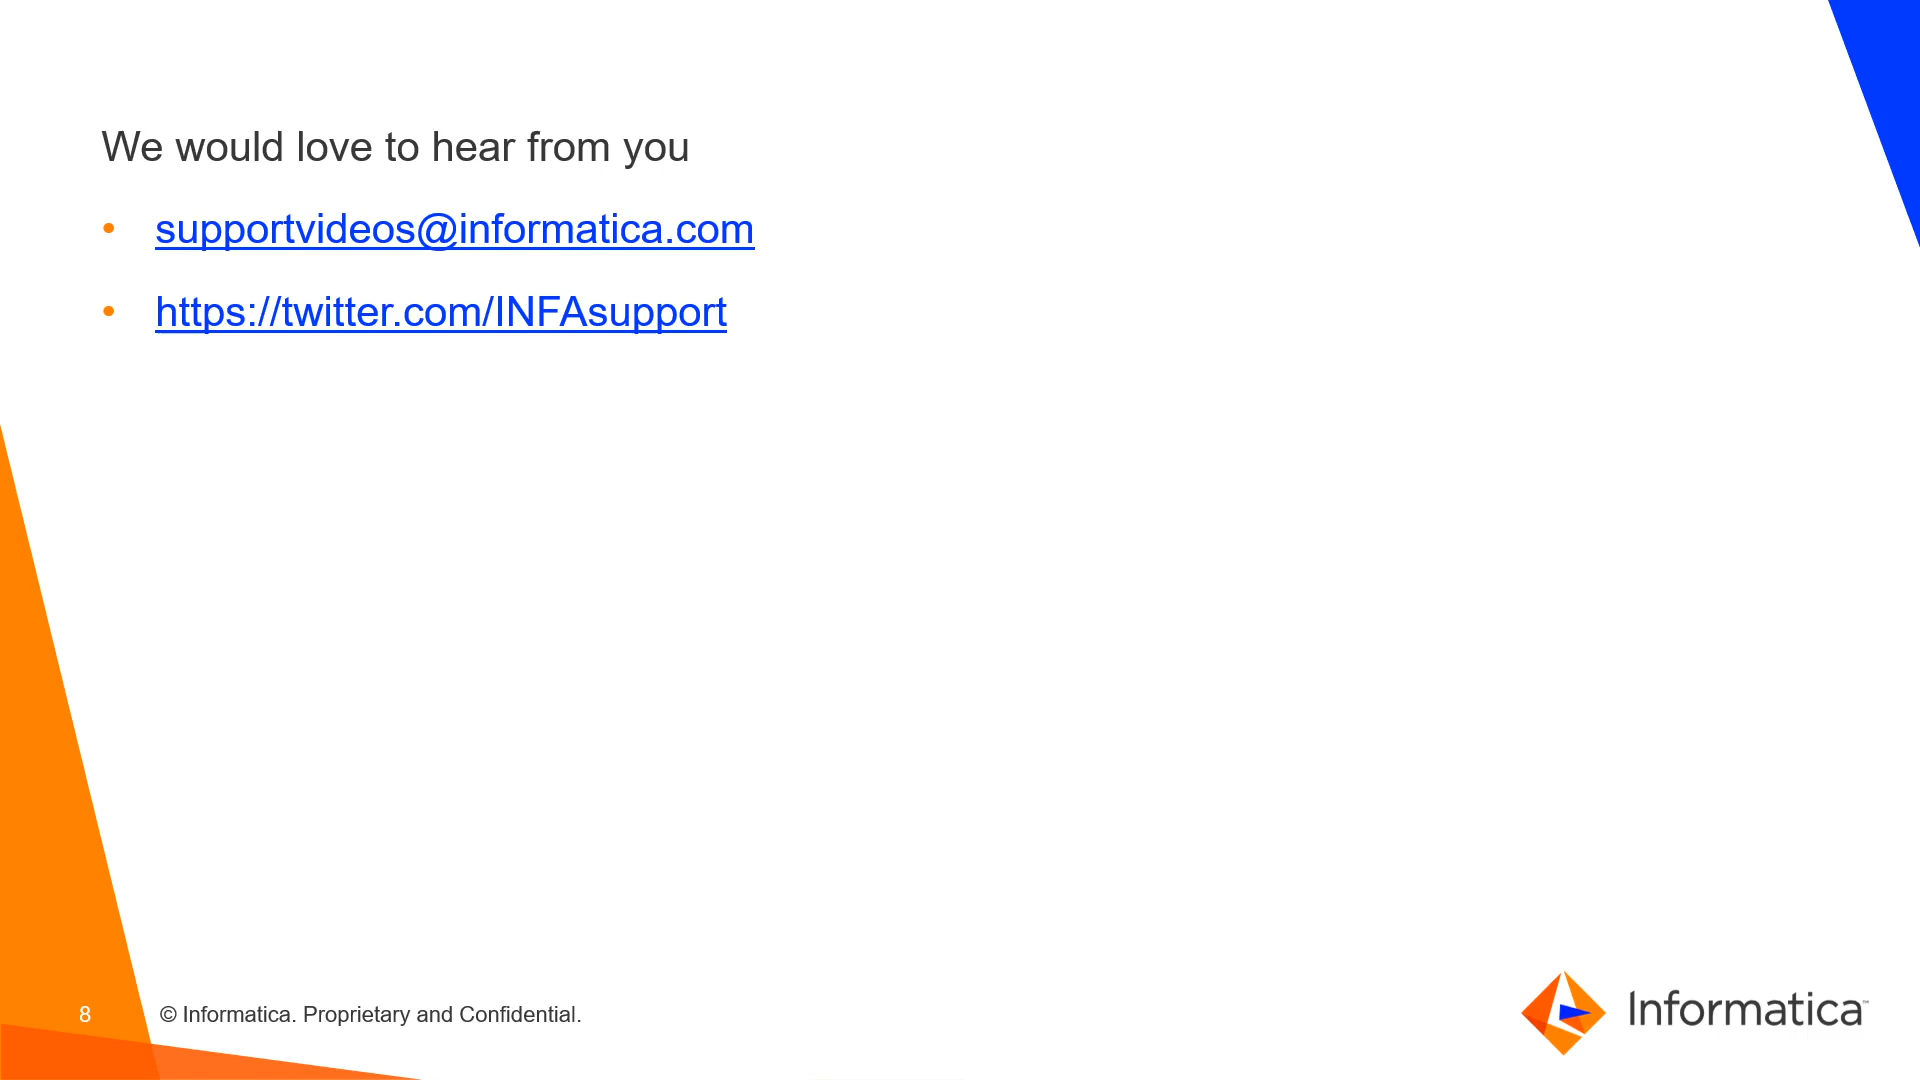 We would love to hear from you
• supportvideos@informatica.com
• https://twitter.com/INFAsupport
8 © Informatica. Proprietary and Confidential.
Informatica™